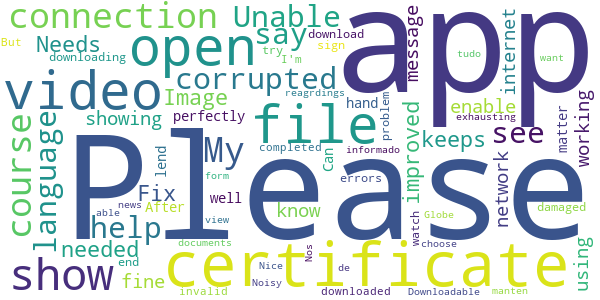 connection Unable app
But Needs open say download message
downloading try I'm sign tudo want
video corrupted internet
Image reagrdings enable
showing perfectly file hand problem exhausting matter working
course language My completed Can informado keeps see
Please
lend Fix well know errors improved network
help form able news view After
needed documents watch Globe damaged
show end fine certificate choose using
invalid Nice Noisy Nos de downloaded Downloadable manten